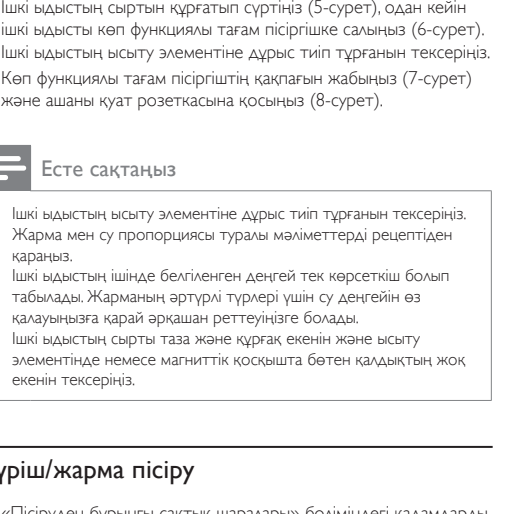 Ішкі ыдыстың сыртын құрғатып сүртіңіз (5-сурет), одан кейін
ішкі ыдысты көп функциялы тағам пісіргішке салыңыз (6-сурет).
Ішкі ыдыстың ысыту элементіне дұрыс тиіп тұрғанын тексеріңіз.
Көп функциялы тағам пісіргіштің қақпағын жабыңыз (7-сурет)
және ашаны қуат розеткасына қосыңыз (8-сурет).
Есте сақтаңыз
Ішкі ыдыстың ысыту элементіне дұрыс тиіп тұрғанын тексеріңіз.
Жарма мен су пропорциясы туралы мәліметтерді рецептіден
қараңыз.
Ішкі ыдыстың ішінде белгіленген деңгей тек көрсеткіш болып
табылады. Жарманың әртүрлі түрлері үшін су деңгейін өз
қалауыңызға қарай әрқашан реттеуіңізге болады.
Ішкі ыдыстың сырты таза және құрғақ екенін және ысыту
элементінде немесе магниттік қосқышта бөтен қалдықтың жоқ
екенін тексеріңіз.
үріш/жарма пісіру
«Пісіруден бұрынғы сақтық шаралары» бөліміндегі қадамдарды